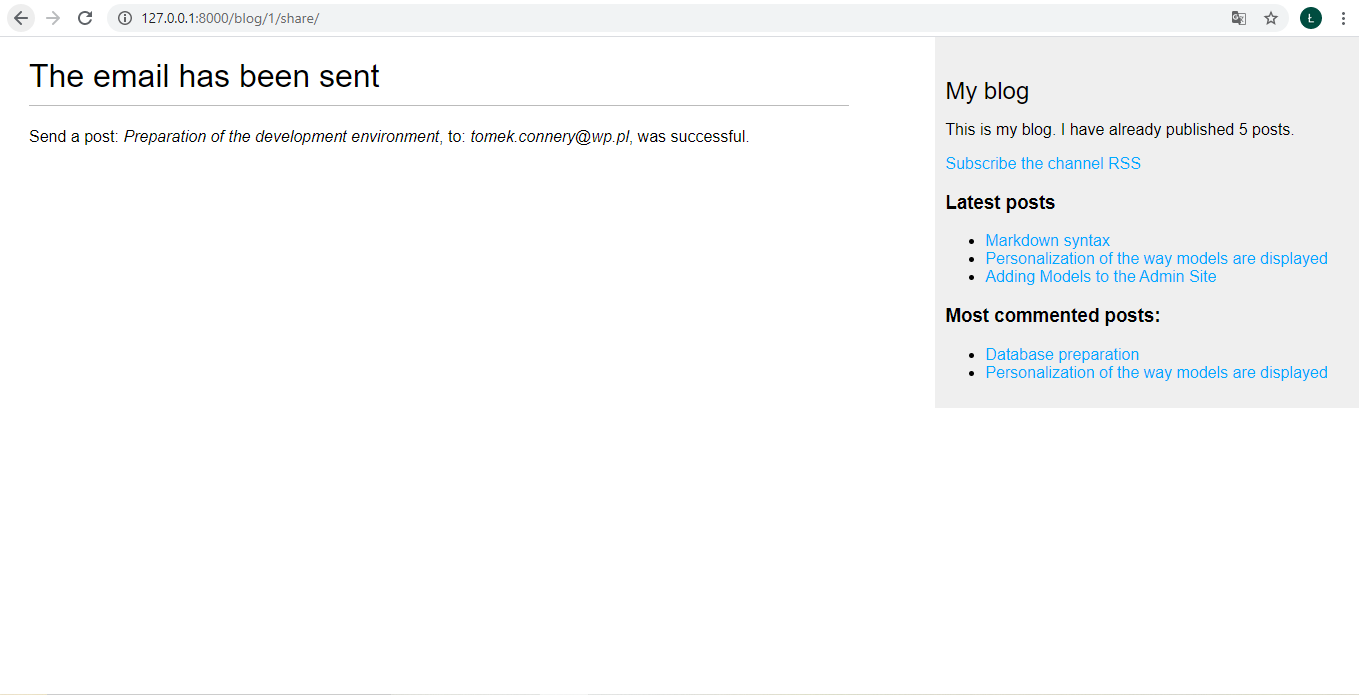 127.0.0.1:8000/blog/1/share/
Ł
The email has been sent
Send a post: Preparation of the development environment, to: tomek.connery@wp.pl, was successful.
My blog
This is my blog. I have already published 5 posts.
Subscribe the channel RSS
Latest posts
Markdown syntax
Personalization of the way models are displayed
Adding Models to the Admin Site
Most commented posts:
Database preparation
Personalization of the way models are displayed